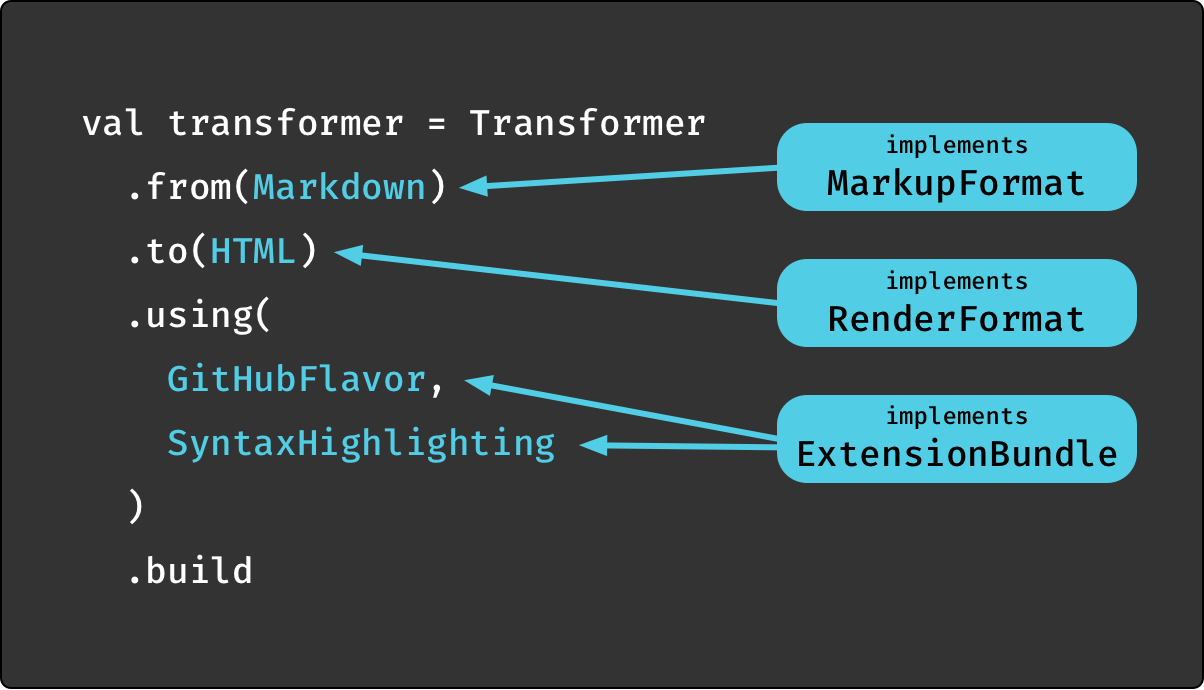 val transformer = Transformer
.from(Markdown)
.to(HTML)
.using(
GitHubFlavor,
SyntaxHighlighting
)
.build
implements
MarkupFormat
implements
RenderFormat
implements
ExtensionBundle